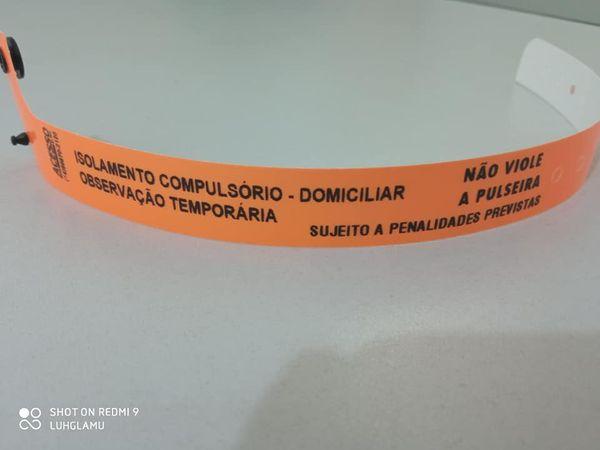 ISOLAMENTO COMPULSÓRIO - DOMICILIAR
OBSERVAÇÃO TEMPORÁRIA
NÃO VIOLE
A PULSEIRA
SUJEITO A PENALIDADES PREVISTAS
SHOT ON REDMI 9
LUHGLAMU